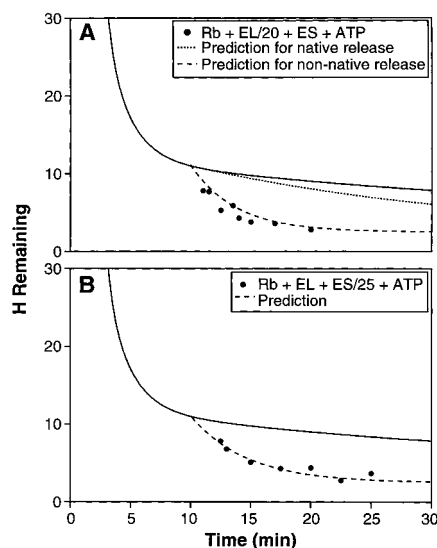 A
30
20
10
0
Rb + EL/20 + ES + ATP
Prediction for native release
Prediction for non-native release
H Remaining
B
30
20
10
0
Rb + EL + ES/25 + ATP
Prediction
0 5 10 15 20 25 30
Time (min)